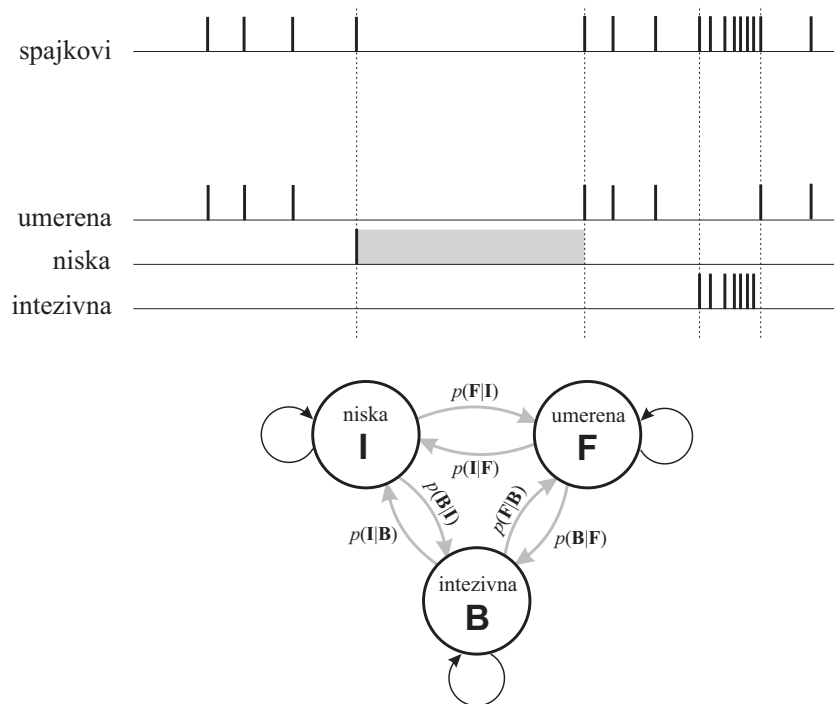 spajkovi
umerena
niska
intezivna
p(F|I)
niska
I
umerena
F
p(I|F)
p(B|I)
p(F|B)
p(I|B)
p(B|F)
intezivna
B